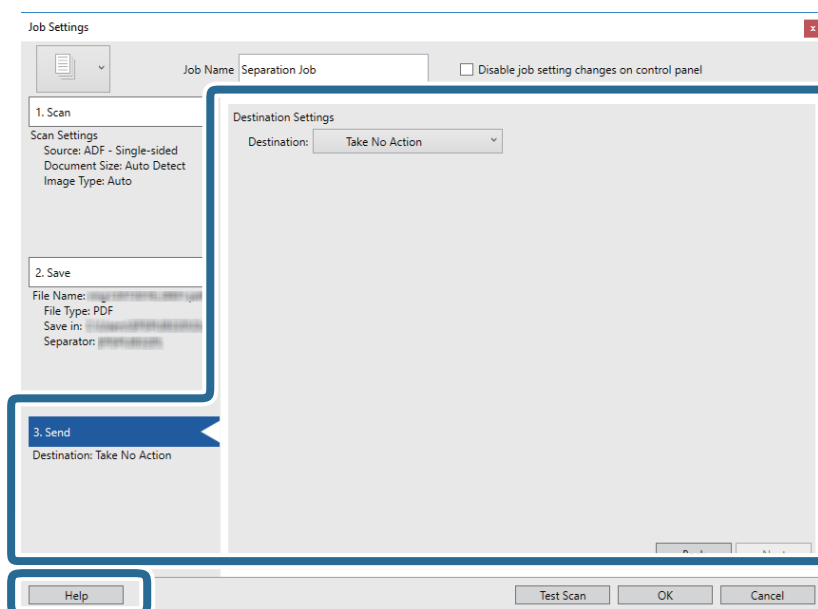 Job Settings
x
Job Name Separation Job
Disable job setting changes on control panel
1. Scan
Scan Settings
Source: ADF - Single-sided
Document Size: Auto Detect
Image Type: Auto
2. Save
File Name:
File Type: PDF
Save in:
Separator:
3. Send
Destination: Take No Action
Destination Settings
Destination: Take No Action
Help
Test Scan
OK
Cancel